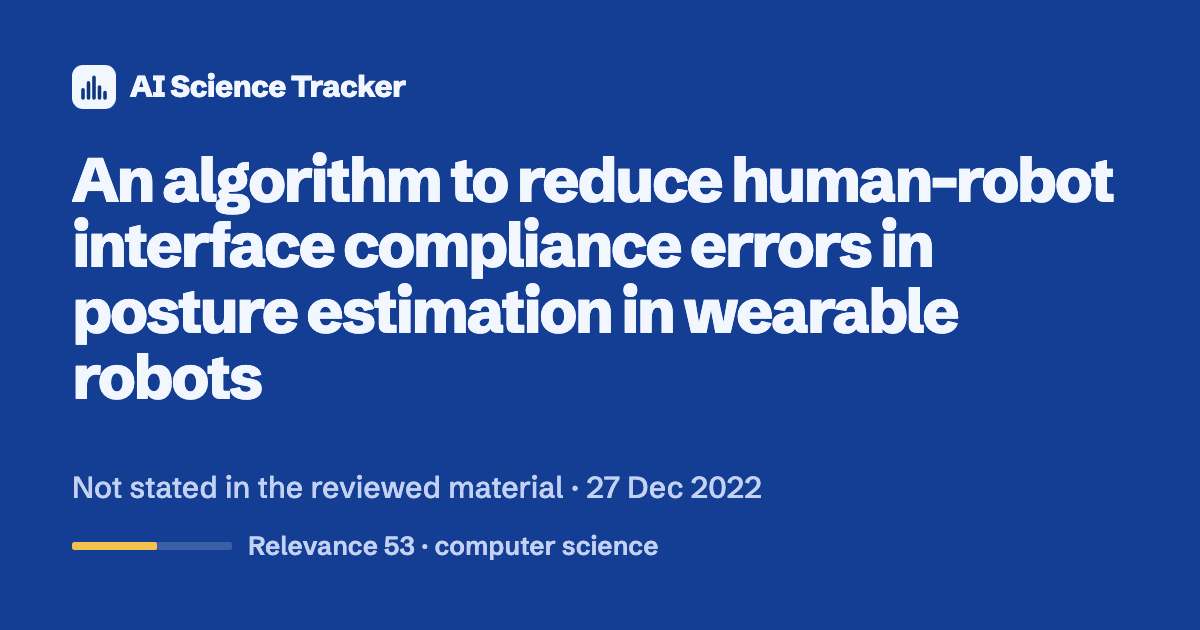 AI Science Tracker
An algorithm to reduce human-robot
interface compliance errors in
posture estimation in wearable
robots
Not stated in the reviewed material · 27 Dec 2022
Relevance 53 · computer science